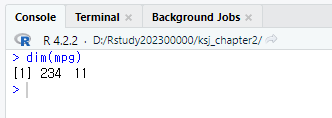 Console Terminal × Background Jobs ×
R 4.2.2 · D:/Rstudy202300000/ksj_chapter2/
> dim(mpg)
[1] 234  11
>